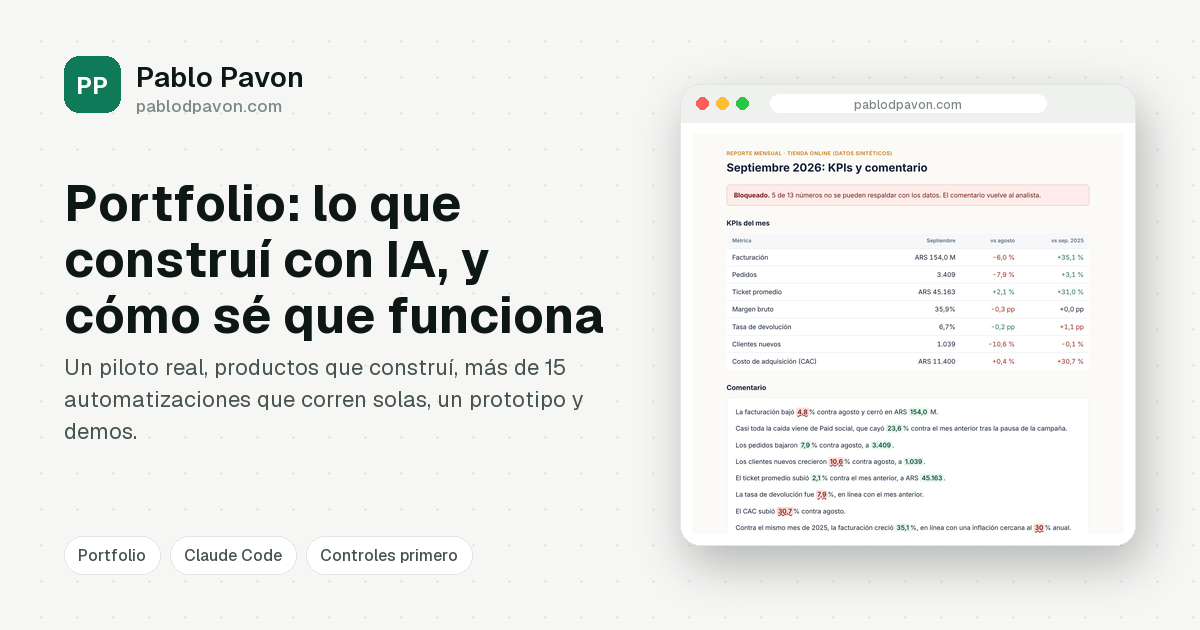 PP
Pablo Pavon
pablodpavon.com
Portfolio: lo que
construí con IA, y
cómo sé que funciona
Un piloto real, productos que construí, más de 15
automatizaciones que corren solas, un prototipo y
demos.
Portfolio
Claude Code
Controles primero
pablodpavon.com
REPORTE MENSUAL · TIENDA ONLINE (DATOS SINTÉTICOS)
Septiembre 2026: KPIs y comentario
Bloqueado. 5 de 13 números no se pueden respaldar con los datos. El comentario vuelve al analista.
KPIs del mes
Métrica Septiembre vs agosto vs sep. 2025
Facturación ARS 154,0 M -6,0 % +35,1 %
Pedidos 3.409 -7,9 % +3,1 %
Ticket promedio ARS 45.163 +2,1 % +31,0 %
Margen bruto 35,9% -0,3 pp +0,0 pp
Tasa de devolución 6,7% -0,2 pp +1,1 pp
Clientes nuevos 1.039 -10,6 % -0,1 %
Costo de adquisición (CAC) ARS 11.400 +0,4 % +30,7 %
Comentario
La facturación bajó 4,8 % contra agosto y cerró en ARS 154,0 M.
Casi toda la caída viene de Paid social, que cayó 23,6 % contra el mes anterior tras la pausa de la campaña.
Los pedidos bajaron 7,9 % contra agosto, a 3.409 .
Los clientes nuevos crecieron 10,6 % contra agosto, a 1.039 .
El ticket promedio subió 2,1 % contra el mes anterior, a ARS 45.163 .
La tasa de devolución fue 7,9 %, en línea con el mes anterior.
El CAC subió 30,7 % contra agosto.
Contra el mismo mes de 2025, la facturación creció 35,1 %, en línea con una inflación cercana al 30 % anual.